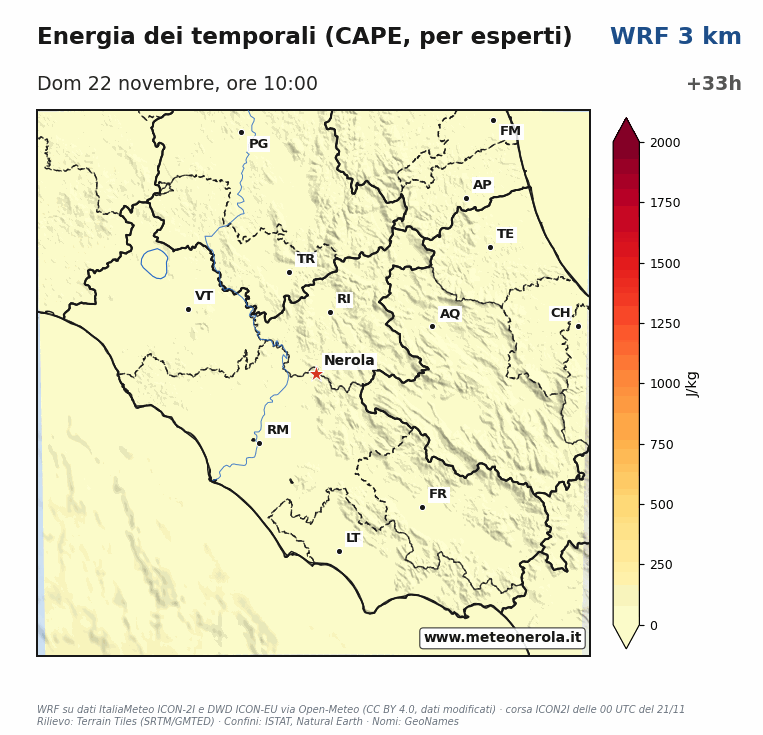 Energia dei temporali (CAPE, per esperti)
WRF 3 km
Dom 22 novembre, ore 10:00
+33h
FM
PG
AP
TE
TR
VT
RI
AQ
CH
Nerola
RM
FR
LT
www.meteonerola.it
2000
1750
1500
1250
1000
750
500
250
0
J/kg
WRF su dati ItaliaMeteo ICON-2I e DWD ICON-EU via Open-Meteo (CC BY 4.0, dati modificati) · corsa ICON2I delle 00 UTC del 21/11
Rilievo: Terrain Tiles (SRTM/GMTED) · Confini: ISTAT, Natural Earth · Nomi: GeoNames